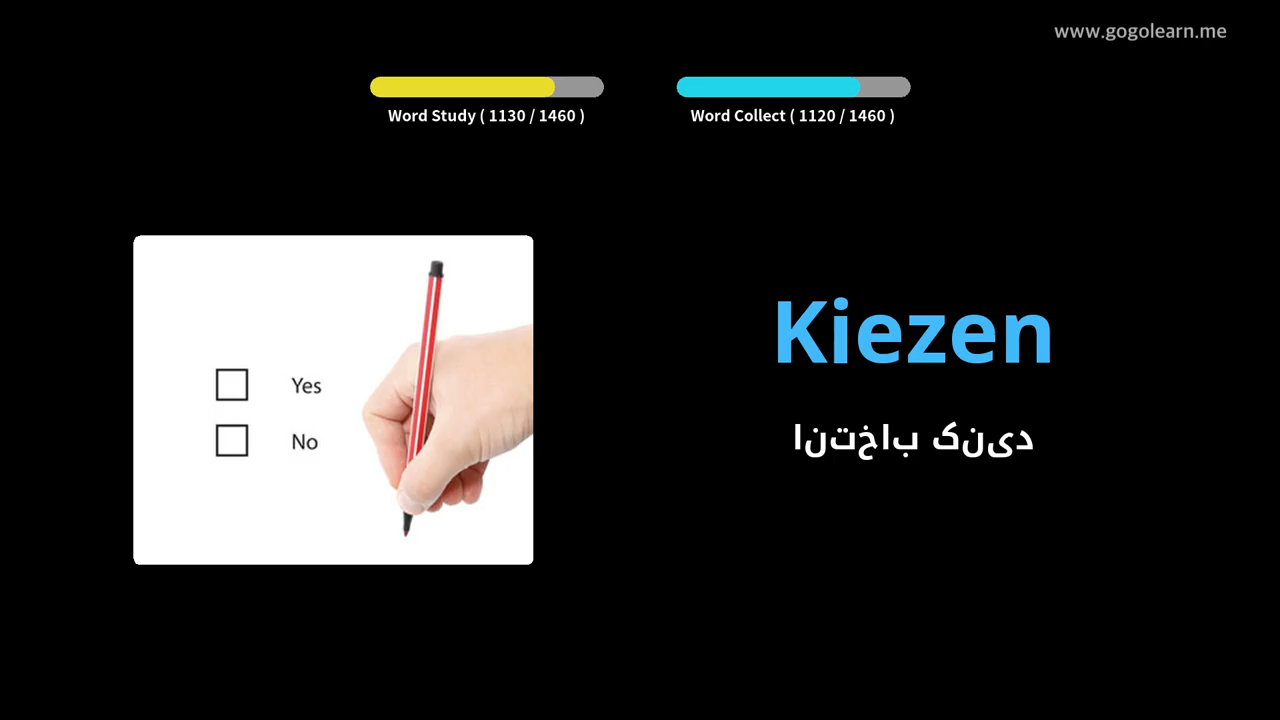 www.gogolearn.me
Word Study ( 1130 / 1460 )
Word Collect ( 1120 / 1460 )
Yes
No
Kiezen
انتخاب کنید